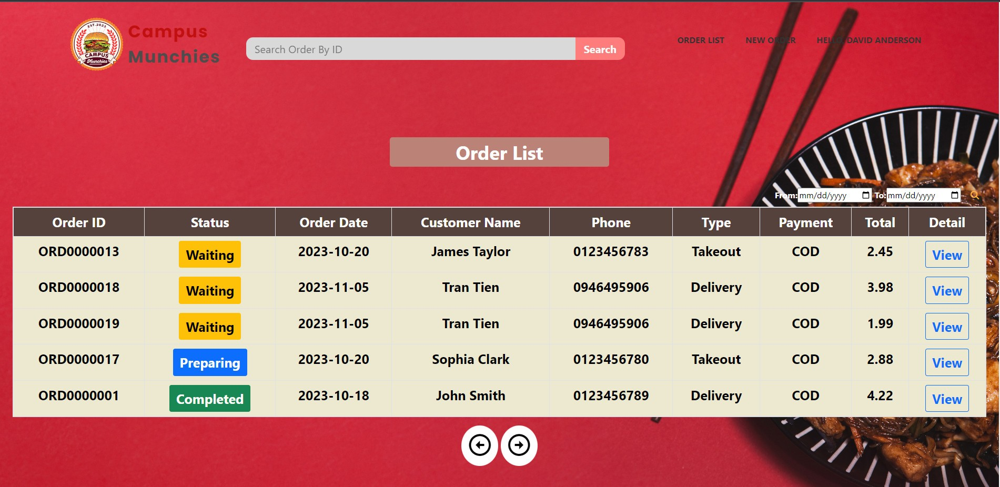 EST.2023
CAMPUS
Munchies
Campus
Munchies
Search Order By ID
Search
ORDER LIST
NEW ORDER
HELLO, DAVID ANDERSON
Order List
From: mm/dd/yyyy To: mm/dd/yyyy
Order ID Status Order Date Customer Name Phone Type Payment Total Detail
ORD0000013 Waiting 2023-10-20 James Taylor 0123456783 Takeout COD 2.45 View
ORD0000018 Waiting 2023-11-05 Tran Tien 0946495906 Delivery COD 3.98 View
ORD0000019 Waiting 2023-11-05 Tran Tien 0946495906 Delivery COD 1.99 View
ORD0000017 Preparing 2023-10-20 Sophia Clark 0123456780 Takeout COD 2.88 View
ORD0000001 Completed 2023-10-18 John Smith 0123456789 Delivery COD 4.22 View